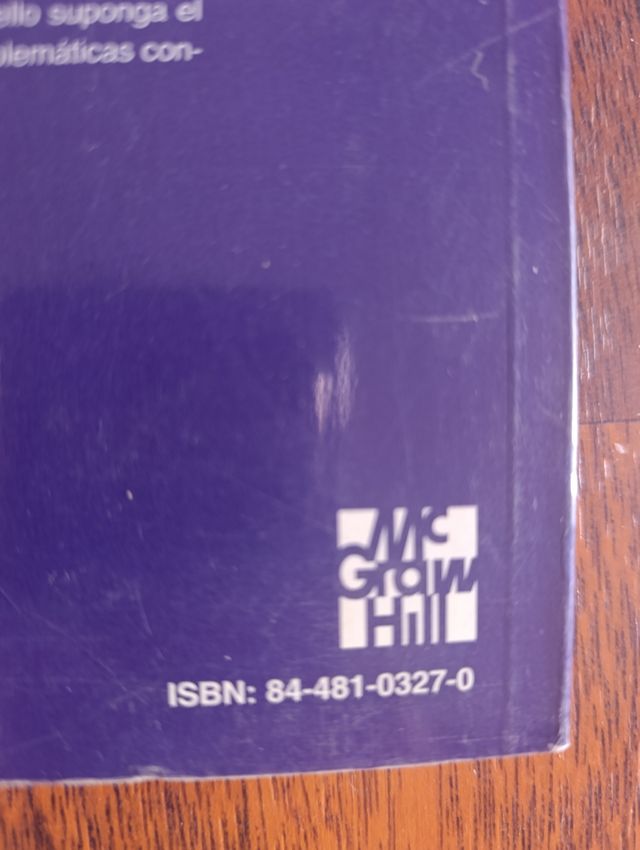 ello suponga el
blemáticas con-
Mc
Graw
Hill
ISBN: 84-481-0327-0